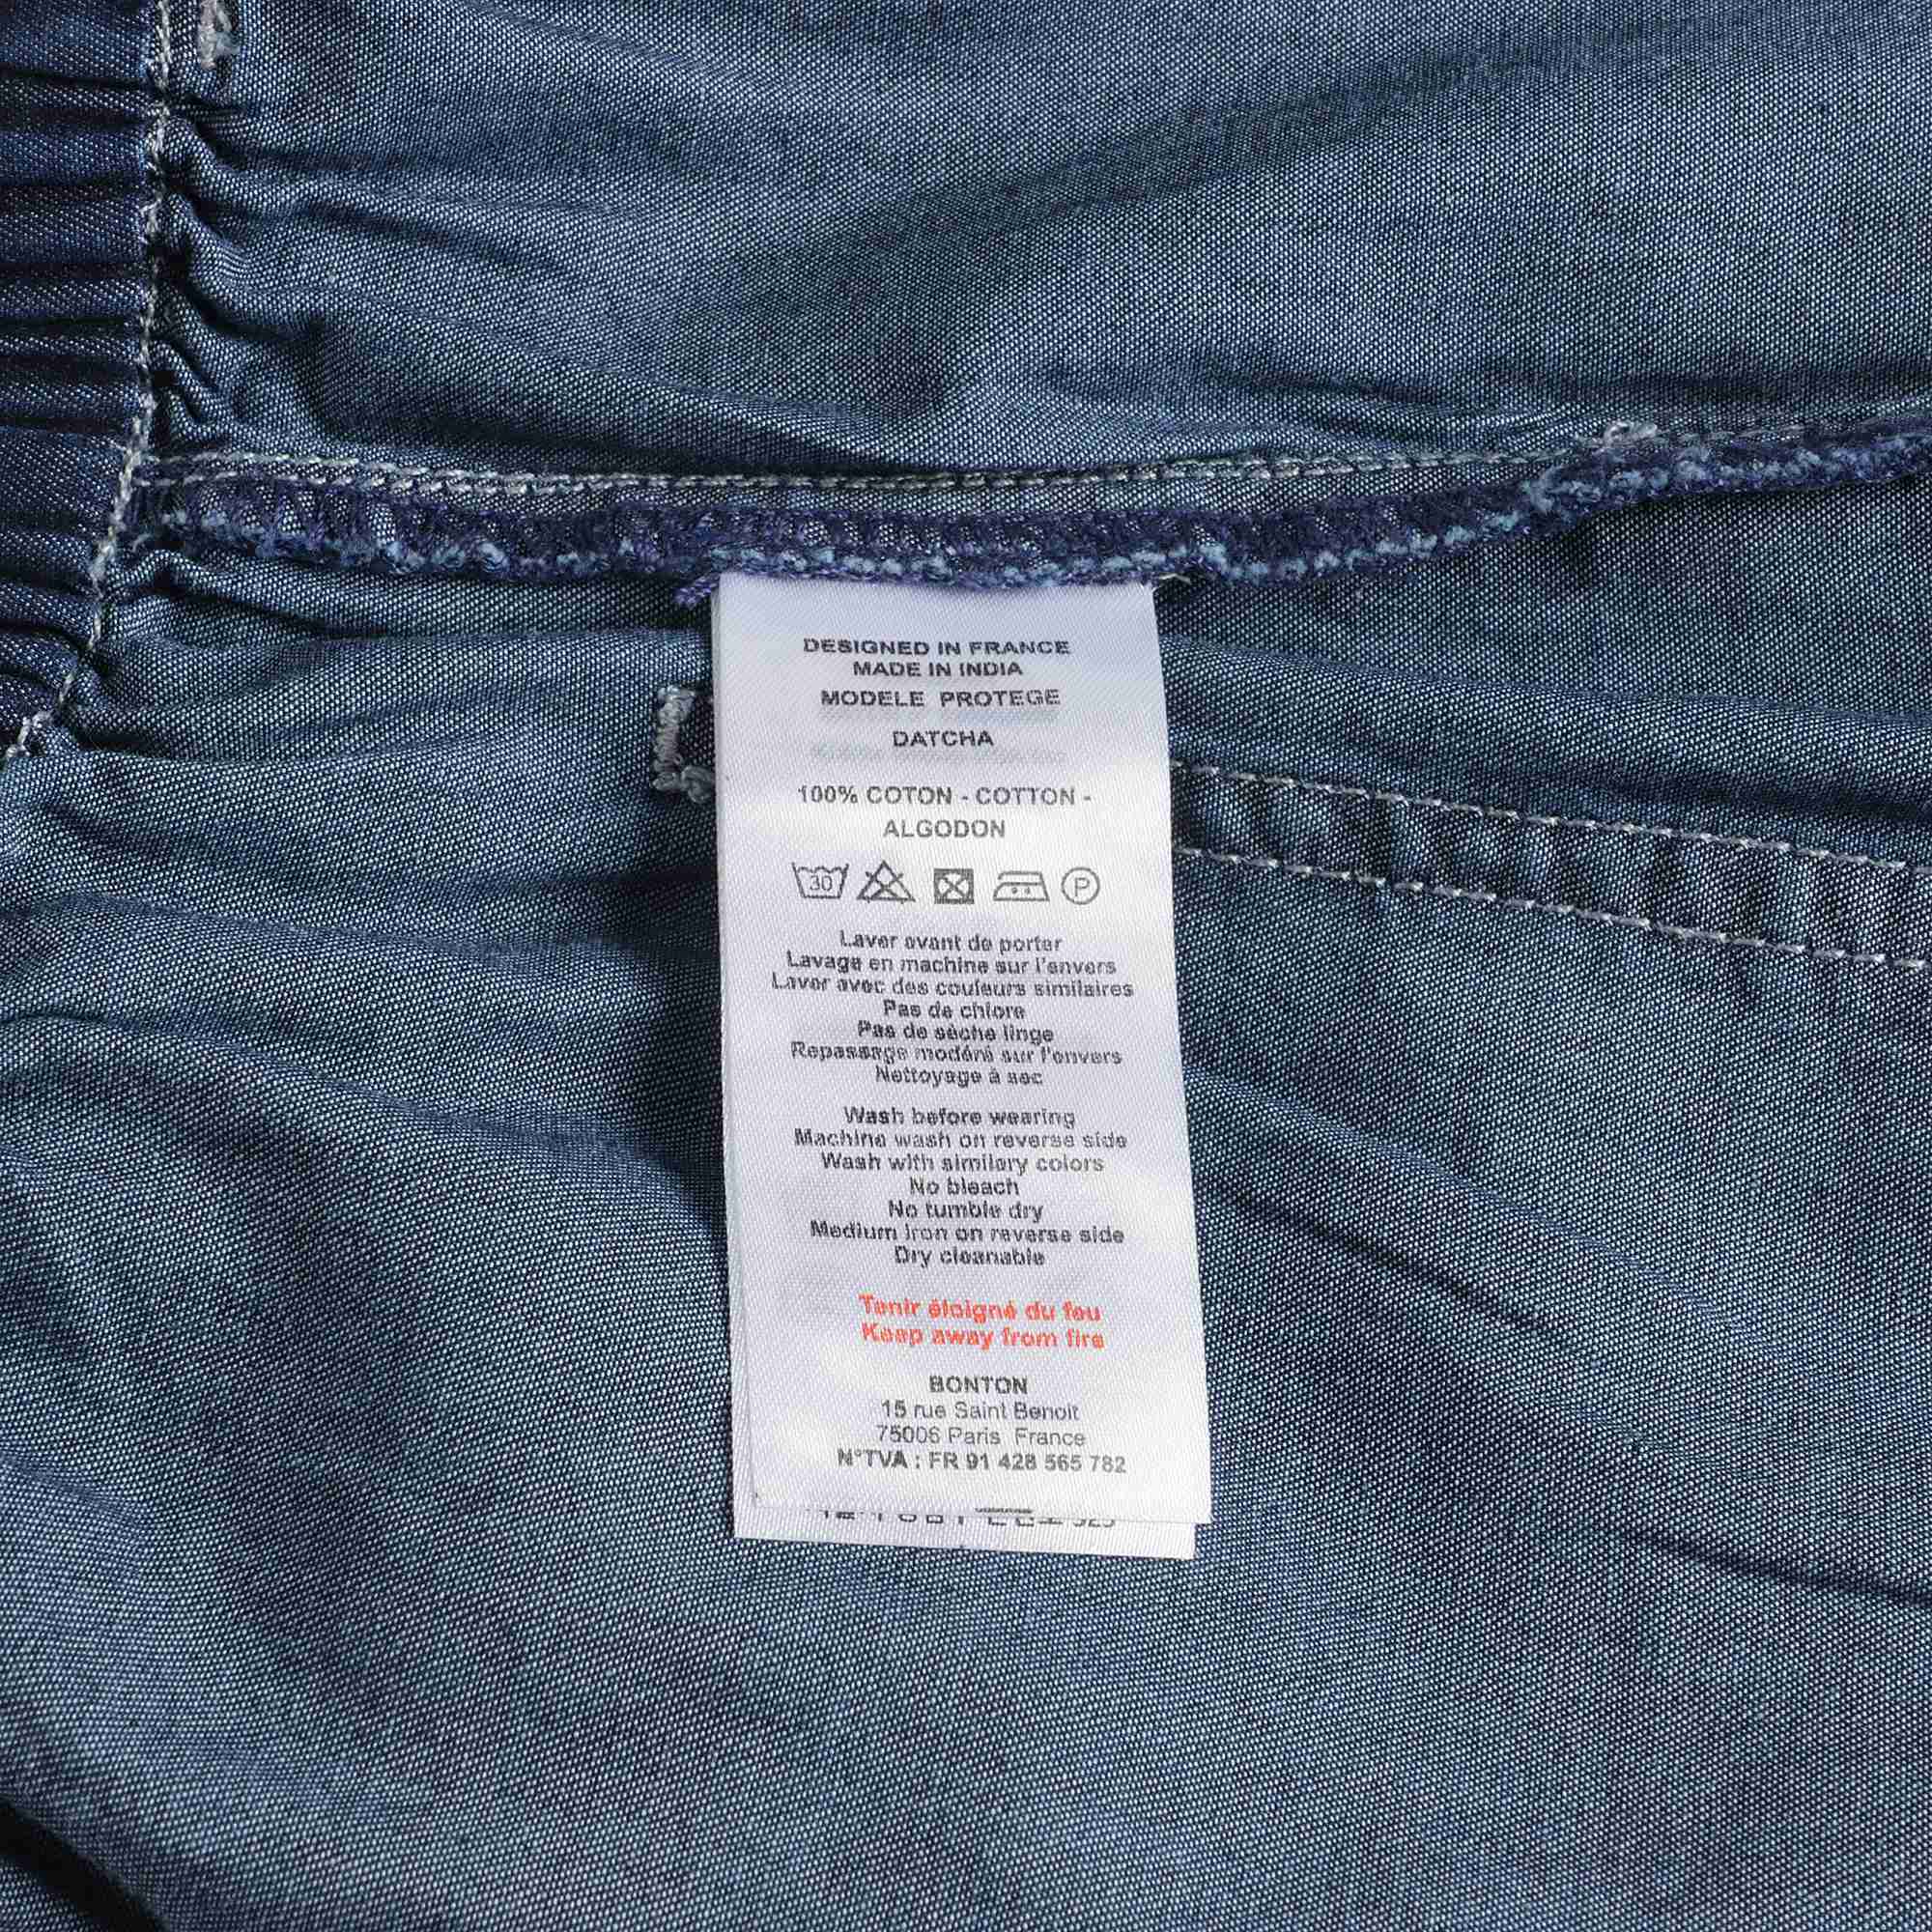 DESIGNED IN FRANCE
MADE IN INDIA
MODELE PROTEGE
DATCHA
100% COTON - COTTON -
ALGODON
30 P
Laver avant de porter
Lavage en machine sur l'envers
Laver avec des couleurs similaires
Pas de chlore
Pas de sèche linge
Repassage modéré sur l'envers
Nettoyage à sec
Wash before wearing
Machine wash on reverse side
Wash with similary colors
No bleach
No tumble dry
Medium iron on reverse side
Dry cleanable
Tenir éloigné du feu
Keep away from fire
BONTON
15 rue Saint Benoit
75006 Paris France
N°TVA : FR 91 428 565 782